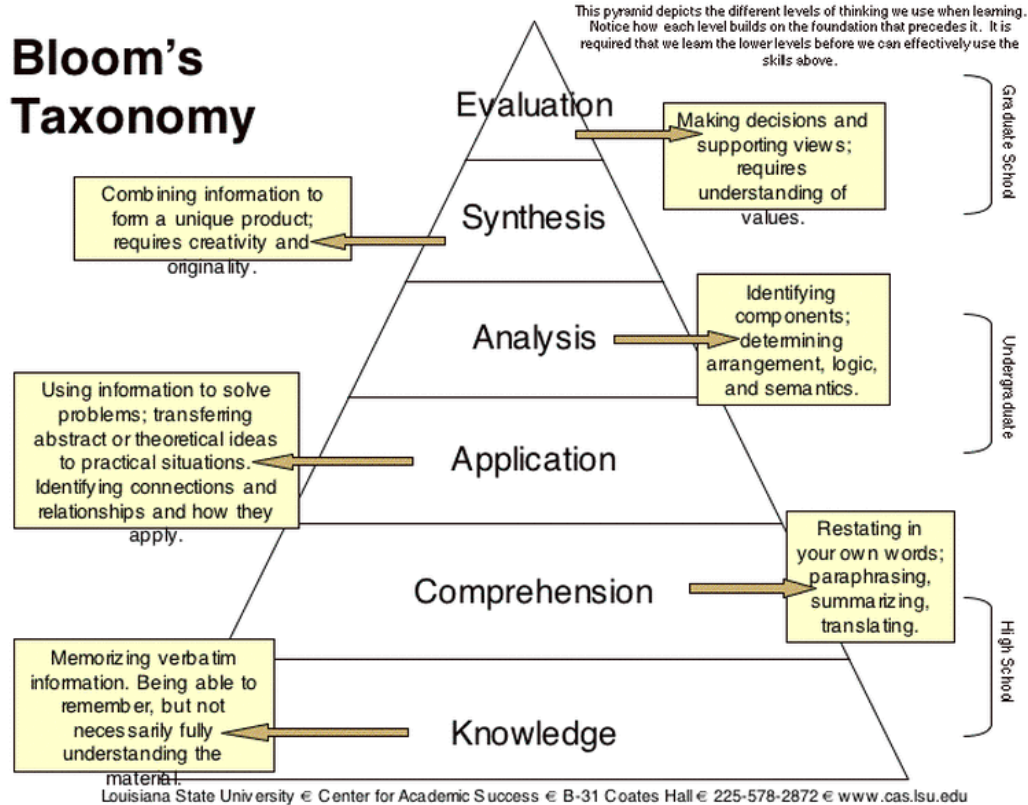 This pyramid depicts the different levels of thinking we use when learning.
Notice how each level builds on the foundation that precedes it. It is
required that we learn the lower levels before we can effectively use the
skills above.
Bloom's
Taxonomy
Evaluation
Making decisions and
supporting views;
requires
understanding of
values.
Graduate School
Combining information to
form a unique product;
requires creativity and
originality.
Synthesis
Analysis
Identifying
components;
determining
arrangement, logic,
and semantics.
Undergraduate
Using information to solve
problems; transferring
abstract or theoretical ideas
to practical situations.
Identifying connections and
relationships and how they
apply.
Application
Comprehension
Restating in
your own words;
paraphrasing,
summarizing,
translating.
High School
Memorizing verbatim
information. Being able to
remember, but not
necessarily fully
understanding the
material.
Knowledge
Louisiana State University € Center for Academic Success € B-31 Coates Hall € 225-578-2872 € www.cas.lsu.edu